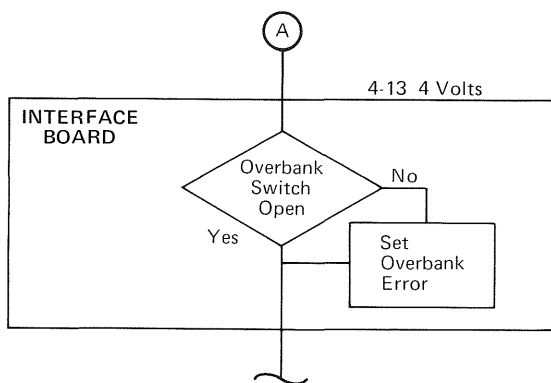 A
4-13 4 Volts
INTERFACE
BOARD
Overbank
Switch
Open
No
Yes
Set
Overbank
Error